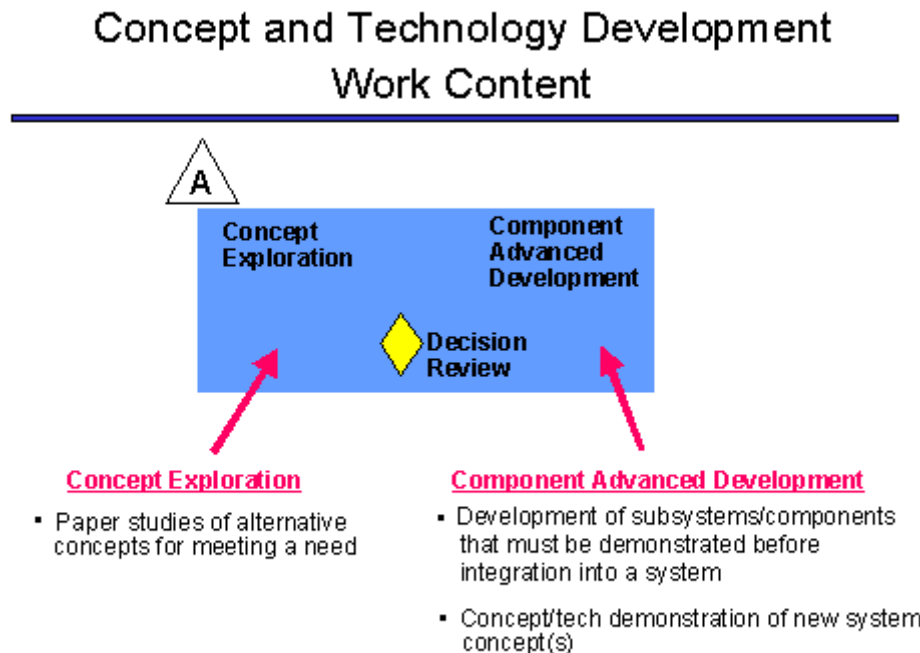 Concept and Technology Development
Work Content
A
Concept
Exploration
Component
Advanced
Development
Decision
Review
Concept Exploration
▪ Paper studies of alternative
concepts for meeting a need
Component Advanced Development
▪ Development of subsystems/components
that must be demonstrated before
integration into a system
▪ Concept/tech demonstration of new system
concept(s)